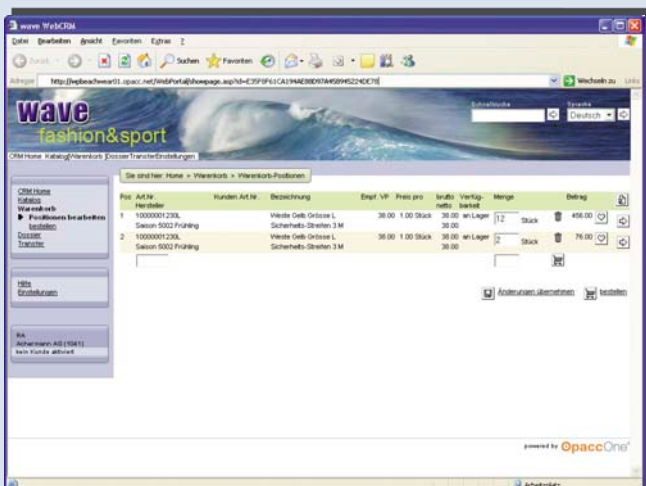 wave WebCRM
Datei Bearbeiten Ansicht Favoriten Extras ?
Zurück Suchen Favoriten
Adresse Wechseln zu Links
wave
fashion&sport
Schnellsuche
Sprache
Deutsch
CRM Home Katalog Warenkorb Dossier Transfer Einstellungen
Sie sind hier: Home > Warenkorb > Warenkorb-Positionen
CRM Home
Katalog
Warenkorb
Positionen bearbeiten
bestellen
Dossier
Transfer
Hilfe
Einstellungen
RA
Achermann AG (1041)
kein Kunde aktiviert
Pos Art.Nr. Kunden Art.Nr. Bezeichnung Empf. VP Preis pro brutto Verfüg- Menge Betrag
Hersteller netto barkeit
1 10000001230L Weste Gelb Grösse L 38.00 1.00 Stück 38.00 an Lager 12 Stück 456.00
Saison 5002 Frühling Sicherheits-Streifen 3 M 38.00
2 10000001230L Weste Gelb Grösse L 38.00 1.00 Stück 38.00 an Lager 2 Stück 76.00
Saison 5002 Frühling Sicherheits-Streifen 3 M 38.00
Änderungen übernehmen bestellen
powered by OpaccOne
Arbeitsplatz